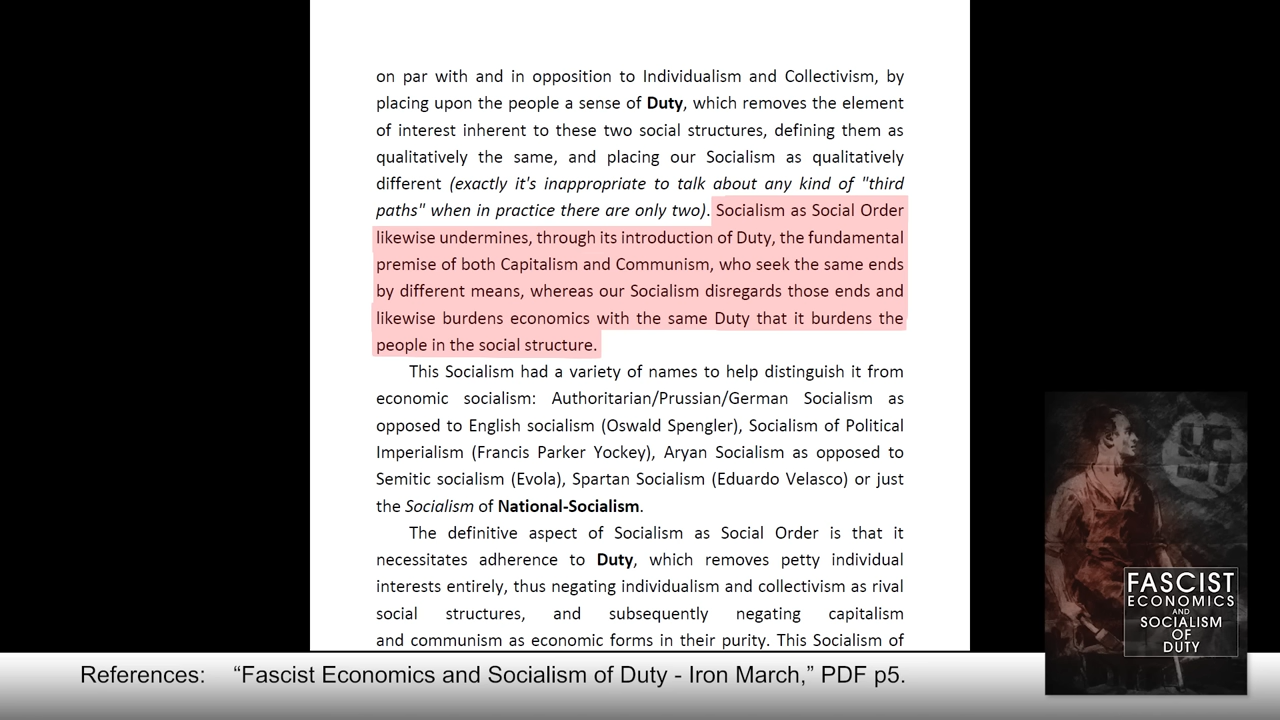 on par with and in opposition to Individualism and Collectivism, by
placing upon the people a sense of Duty, which removes the element
of interest inherent to these two social structures, defining them as
qualitatively the same, and placing our Socialism as qualitatively
different (exactly it's inappropriate to talk about any kind of "third
paths" when in practice there are only two). Socialism as Social Order
likewise undermines, through its introduction of Duty, the fundamental
premise of both Capitalism and Communism, who seek the same ends
by different means, whereas our Socialism disregards those ends and
likewise burdens economics with the same Duty that it burdens the
people in the social structure.
This Socialism had a variety of names to help distinguish it from
economic socialism: Authoritarian/Prussian/German Socialism as
opposed to English socialism (Oswald Spengler), Socialism of Political
Imperialism (Francis Parker Yockey), Aryan Socialism as opposed to
Semitic socialism (Evola), Spartan Socialism (Eduardo Velasco) or just
the Socialism of National-Socialism.
The definitive aspect of Socialism as Social Order is that it
necessitates adherence to Duty, which removes petty individual
interests entirely, thus negating individualism and collectivism as rival
social structures, and subsequently negating capitalism
and communism as economic forms in their purity. This Socialism of
FASCIST
ECONOMICS
AND
SOCIALISM
OF
DUTY
References: “Fascist Economics and Socialism of Duty - Iron March,” PDF p5.